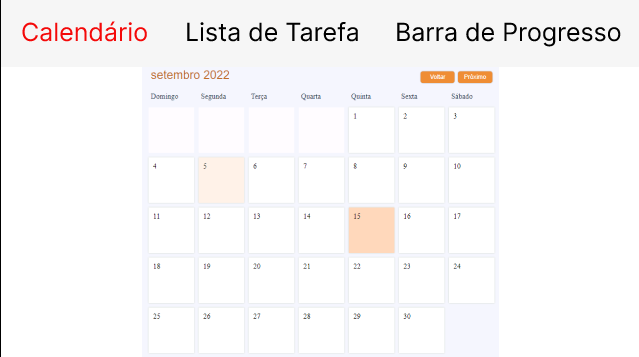 Calendário Lista de Tarefa Barra de Progresso
setembro 2022 Voltar Próximo
Domingo Segunda Terça Quarta Quinta Sexta Sábado
1 2 3
4 5 6 7 8 9 10
11 12 13 14 15 16 17
18 19 20 21 22 23 24
25 26 27 28 29 30